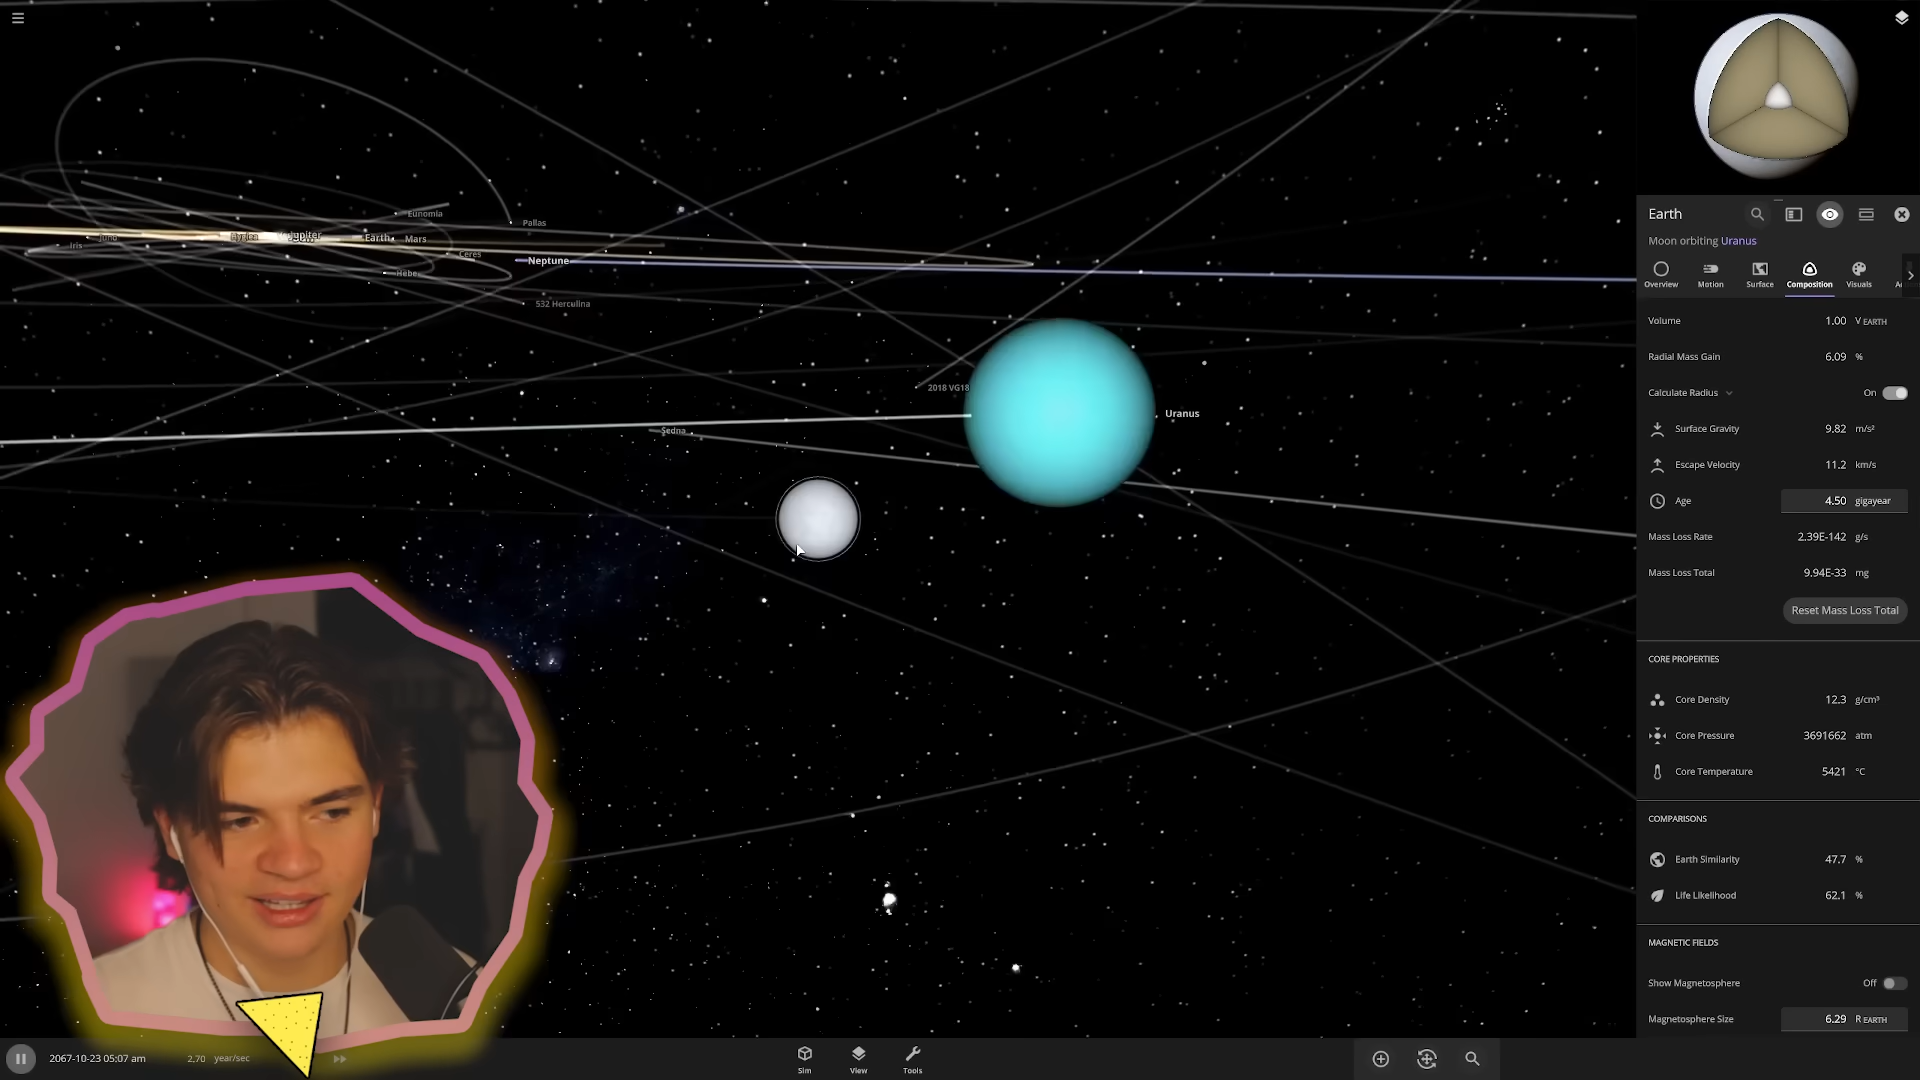 Earth
Moon orbiting Uranus
Overview
Motion
Surface
Composition
Visuals
Volume 1.00 V EARTH
Radial Mass Gain 6.09 %
Calculate Radius On
Surface Gravity 9.82 m/s²
Escape Velocity 11.2 km/s
Age 4.50 gigayear
Mass Loss Rate 2.39E-142 g/s
Mass Loss Total 9.94E-33 mg
Reset Mass Loss Total
CORE PROPERTIES
Core Density 12.3 g/cm³
Core Pressure 3691662 atm
Core Temperature 5421 °C
COMPARISONS
Earth Similarity 47.7 %
Life Likelihood 62.1 %
MAGNETIC FIELDS
Show Magnetosphere Off
Magnetosphere Size 6.29 R EARTH
Eunomia
Pallas
Juno
Hygiea
Jupiter
Earth
Mars
Iris
Ceres
Neptune
Hebe
532 Herculina
2018 VG18
Uranus
Sedna
2067-10-23 05:07 am 2.70 year/sec
Sim
View
Tools